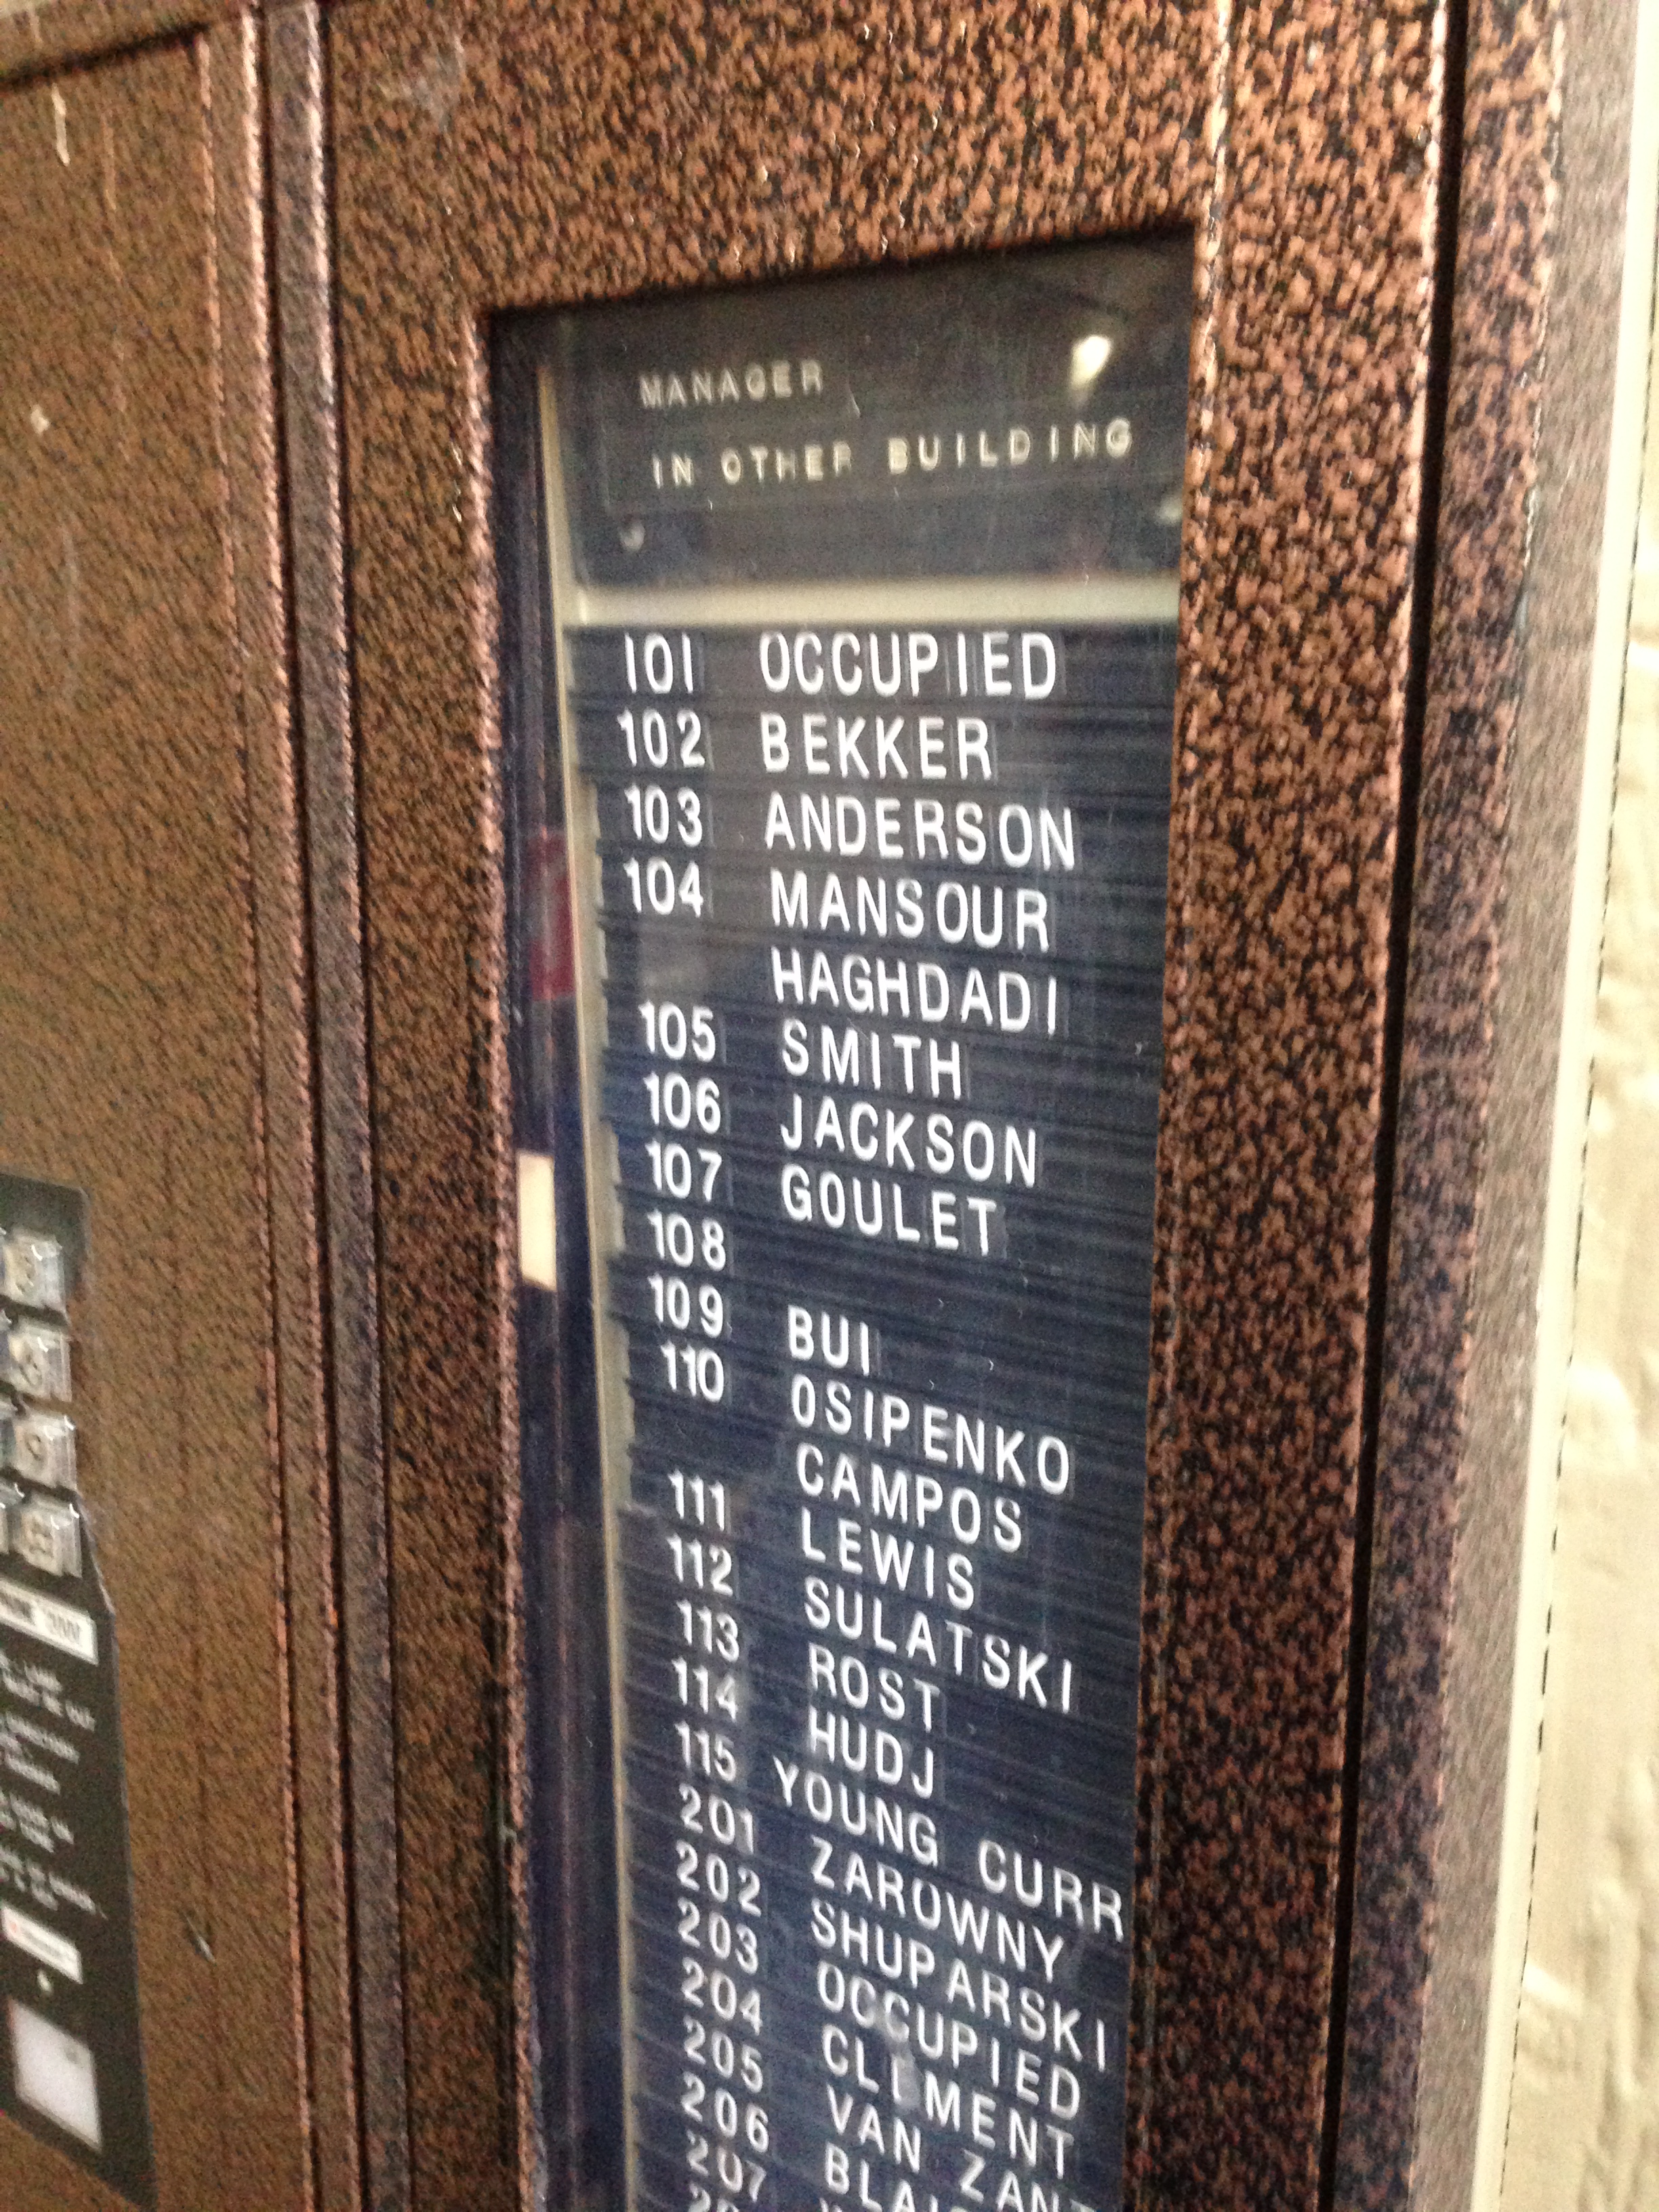 MANAGER
IN OTHER BUILDING
101 OCCUPIED
102 BEKKER
103 ANDERSON
104 MANSOUR
HAGHDADI
105 SMITH
106 JACKSON
107 GOULET
108
109 BUI
110 OSIPENKO
CAMPOS
111 LEWIS
112 SULATSKI
113 ROST
114 HUDJ
115 YOUNG CURR
201 ZAROWNY
202 SHUPARSKI
203 OCCUPIED
204 CLIMENT
205 VAN ZANT
206
207